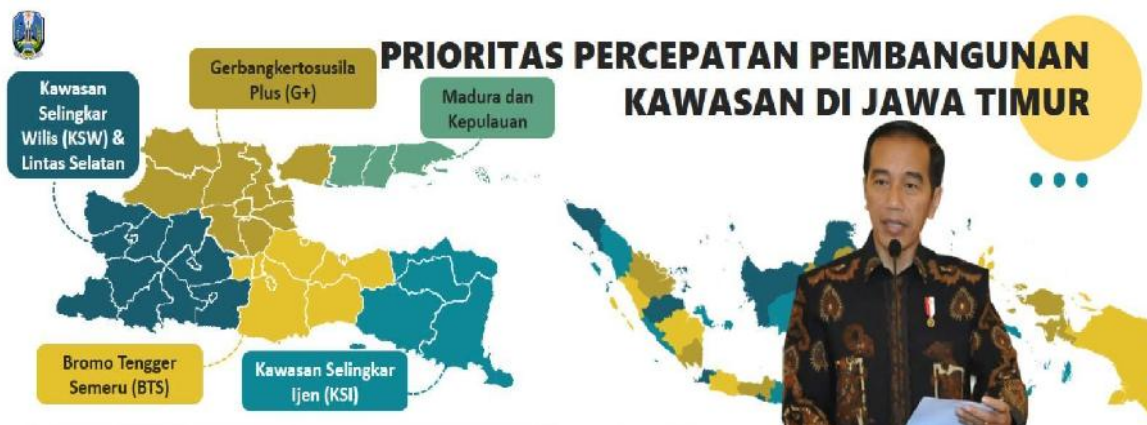 PRIORITAS PERCEPATAN PEMBANGUNAN
KAWASAN DI JAWA TIMUR
Kawasan
Selingkar
Wilis (KSW) &
Lintas Selatan
Gerbangkertosusila
Plus (G+)
Madura dan
Kepulauan
Bromo Tengger
Semeru (BTS)
Kawasan Selingkar
Ijen (KSI)